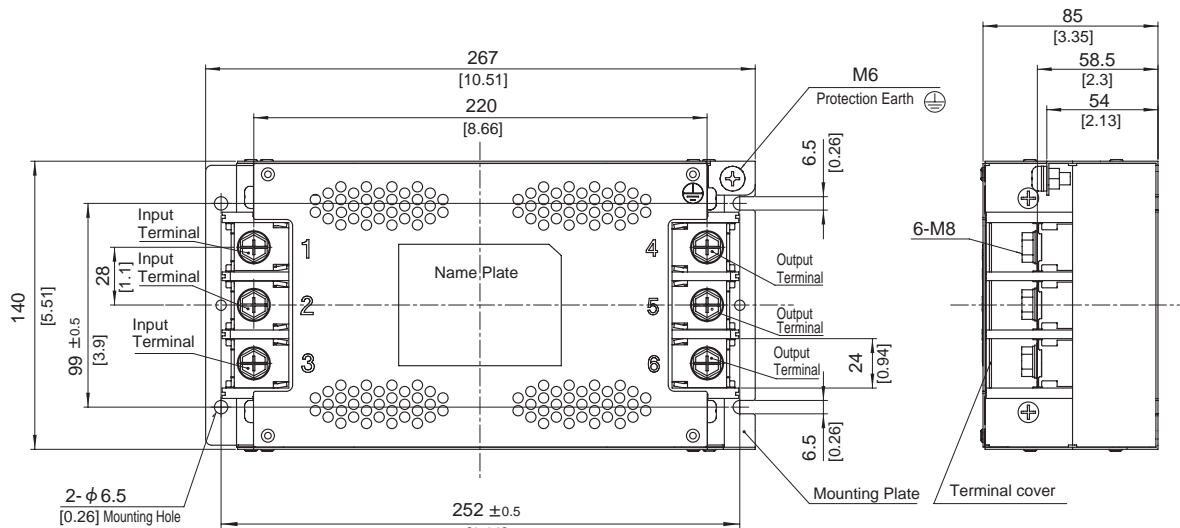 267
[10.51]
220
[8.66]
M6
Protection Earth
6.5
[0.26]
85
[3.35]
58.5
[2.3]
54
[2.13]
140
[5.51]
99 ±0.5
[3.9]
28
[1.1]
Input
Terminal
Input
Terminal
Input
Terminal
1
2
3
Name Plate
4
5
6
Output
Terminal
Output
Terminal
Output
Terminal
24
[0.94]
6.5
[0.26]
6-M8
2-ϕ6.5
[0.26] Mounting Hole
252 ±0.5
Mounting Plate
Terminal cover